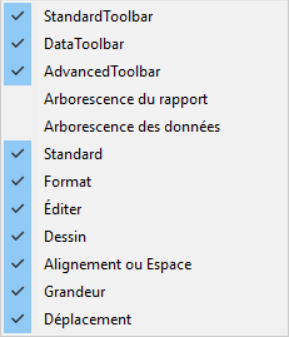 StandardToolbar
DataToolbar
AdvancedToolbar
Arborescence du rapport
Arborescence des données
Standard
Format
Éditer
Dessin
Alignement ou Espace
Grandeur
Déplacement